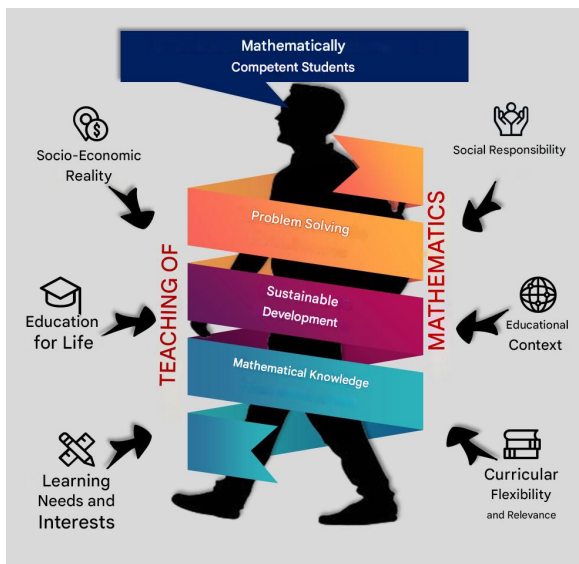 Mathematically
Competent Students
Socio-Economic
Reality
Social Responsibility
Problem Solving
TEACHING OF
MATHEMATICS
Sustainable
Development
Education
for Life
Educational
Context
Mathematical Knowledge
Learning
Needs and
Interests
Curricular
Flexibility
and Relevance